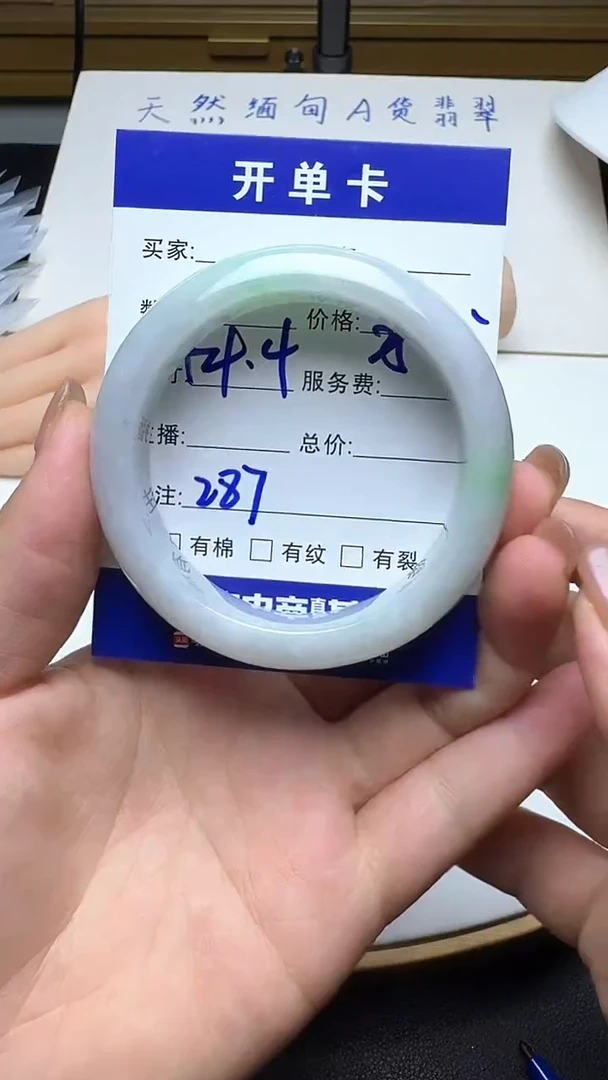 天然缅甸A货翡翠
开单卡
买家:
价格:
54.4
服务费:
播:
总价:
注: 287
有棉 有纹 有裂